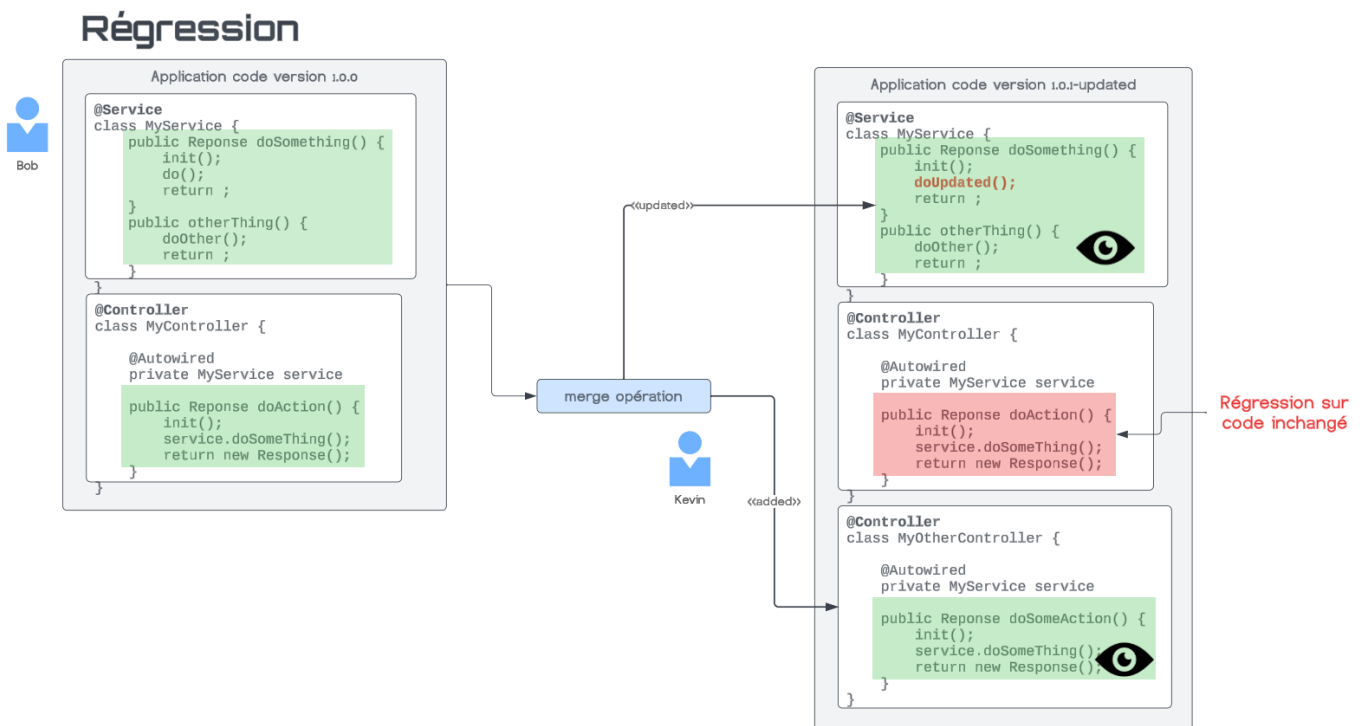 Régression
Application code version 1.0.0
Bob
@Service
class MyService {
public Reponse doSomething() {
init();
do();
return ;
}
public otherThing() {
doOther();
return ;
}
}
@Controller
class MyController {
@Autowired
private MyService service
public Reponse doAction() {
init();
service.doSomeThing();
return new Response();
}
}
merge opération
Kevin
<<updated>>
<<added>>
Application code version 1.0.1-updated
@Service
class MyService {
public Reponse doSomething() {
init();
doUpdated();
return ;
}
public otherThing() {
doOther();
return ;
}
}
@Controller
class MyController {
@Autowired
private MyService service
public Reponse doAction() {
init();
service.doSomeThing();
return new Response();
}
}
Régression sur
code inchangé
@Controller
class MyOtherController {
@Autowired
private MyService service
public Reponse doSomeAction() {
init();
service.doSomeThing();
return new Response();
}
}